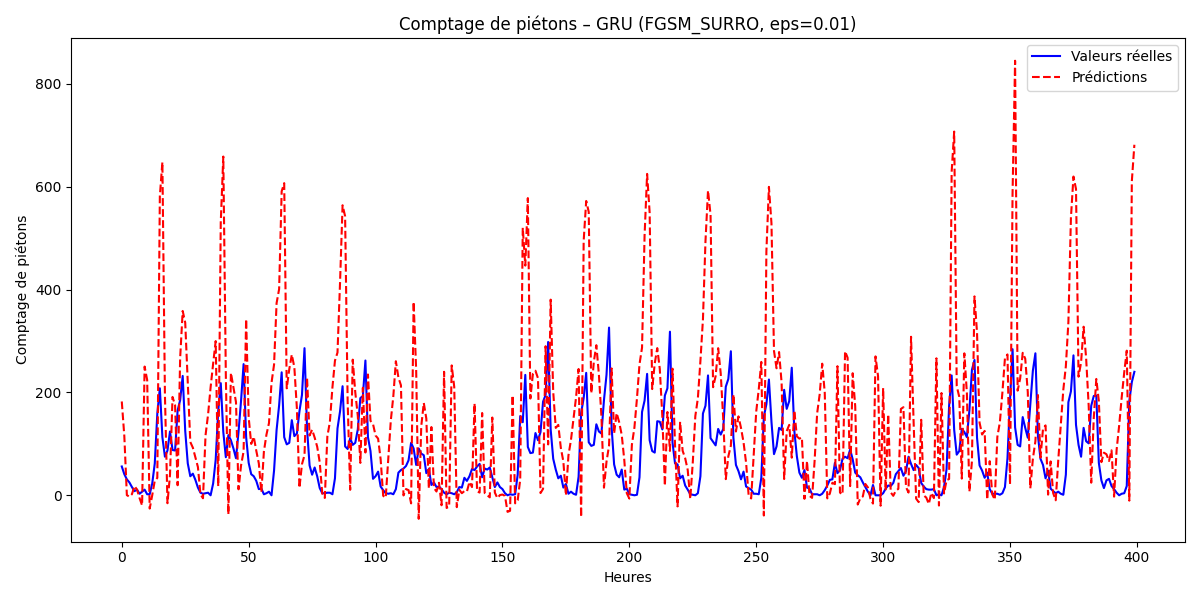 Comptage de piétons – GRU (FGSM_SURRO, eps=0.01)
Valeurs réelles
Prédictions
Comptage de piétons
800
600
400
200
0
0 50 100 150 200 250 300 350 400
Heures